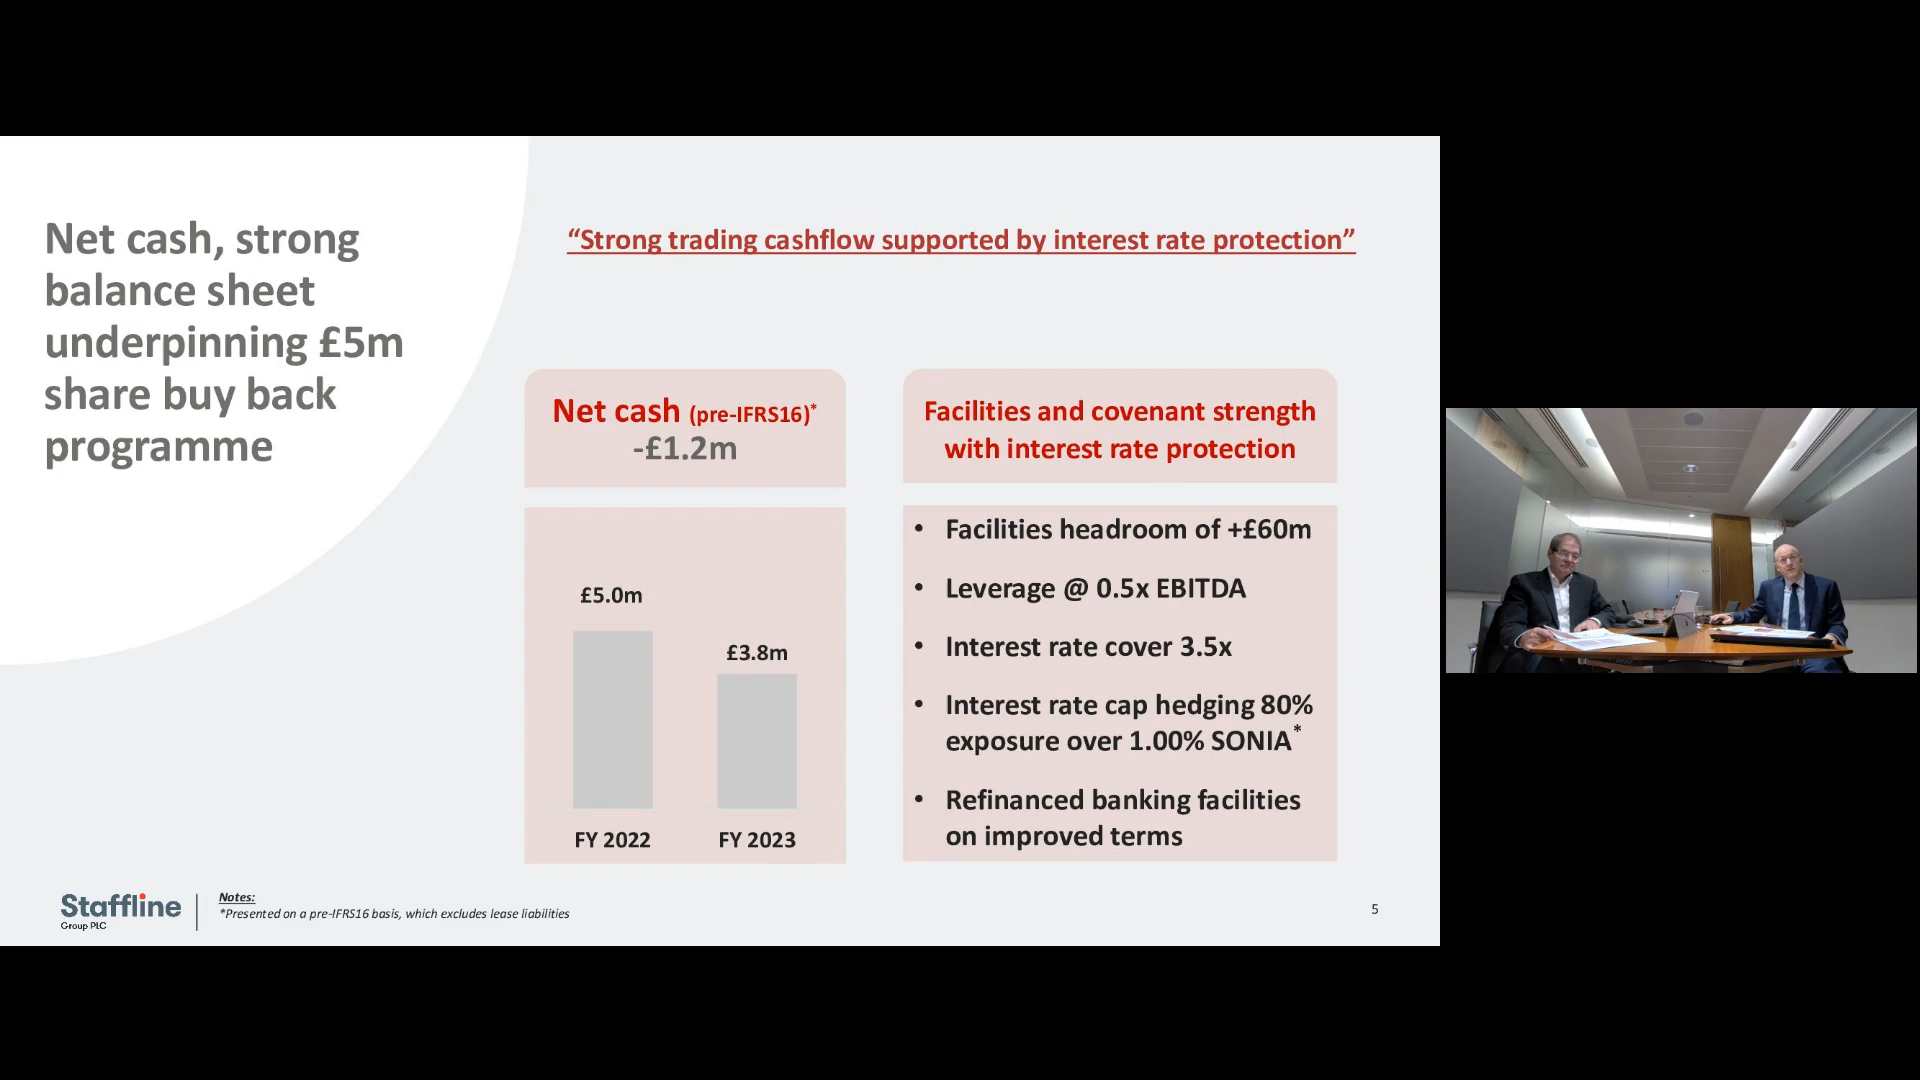 Net cash, strong
balance sheet
underpinning £5m
share buy back
programme
“Strong trading cashflow supported by interest rate protection”
Net cash (pre-IFRS16)*
-£1.2m
£5.0m
£3.8m
FY 2022
FY 2023
Facilities and covenant strength
with interest rate protection
• Facilities headroom of +£60m
• Leverage @ 0.5x EBITDA
• Interest rate cover 3.5x
• Interest rate cap hedging 80%
exposure over 1.00% SONIA*
• Refinanced banking facilities
on improved terms
Staffline
Group PLC
Notes:
*Presented on a pre-IFRS16 basis, which excludes lease liabilities
5